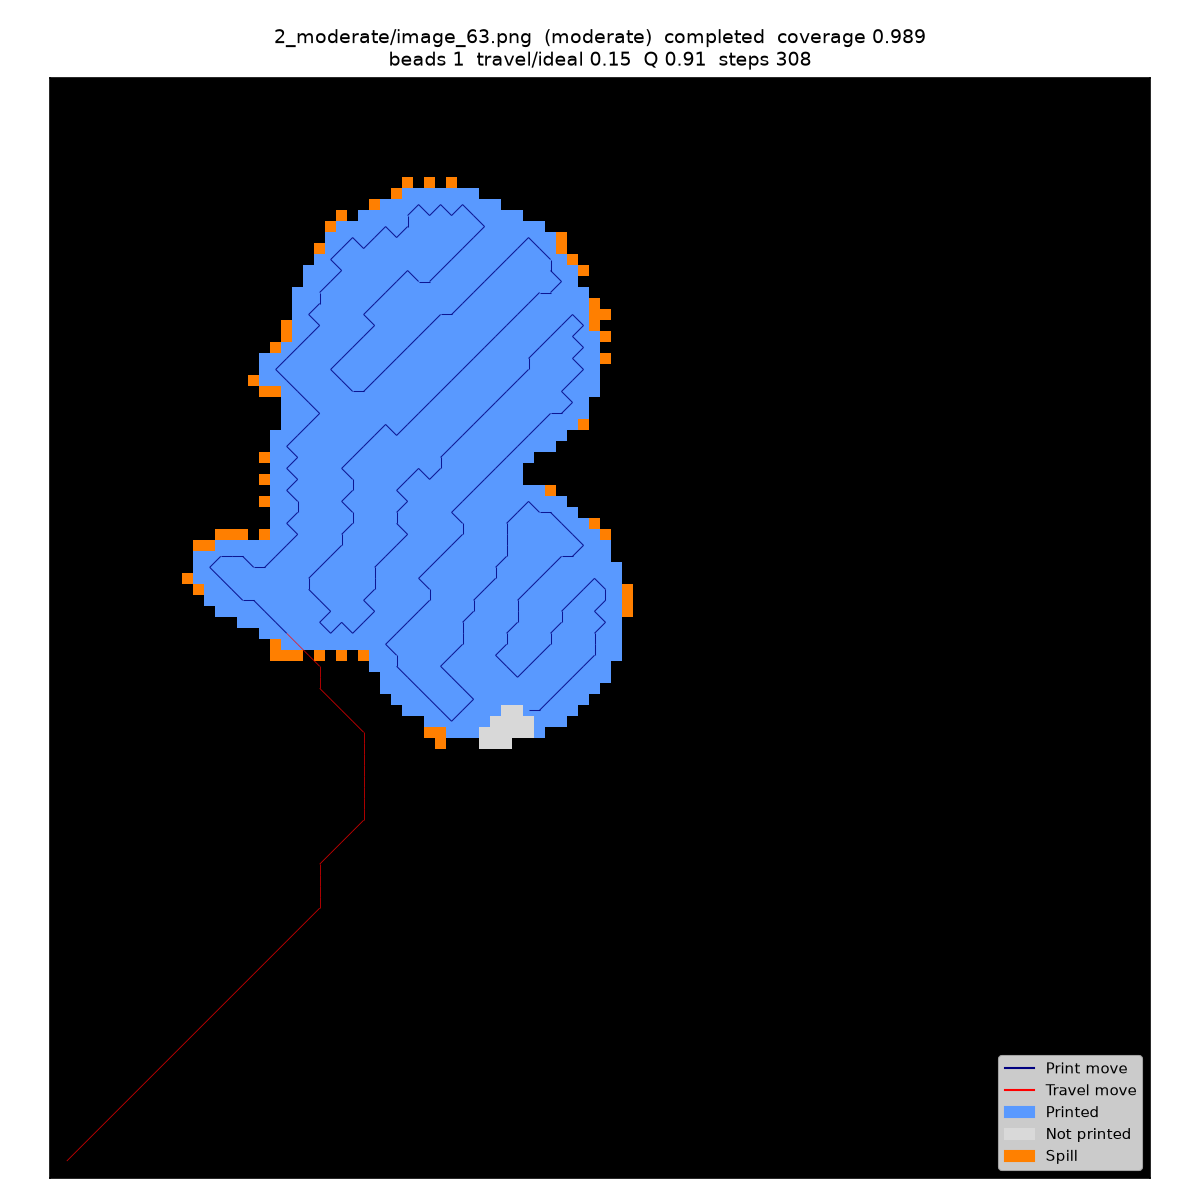 2_moderate/image_63.png  (moderate)  completed  coverage 0.989
beads 1  travel/ideal 0.15  Q 0.91  steps 308
Print move
Travel move
Printed
Not printed
Spill